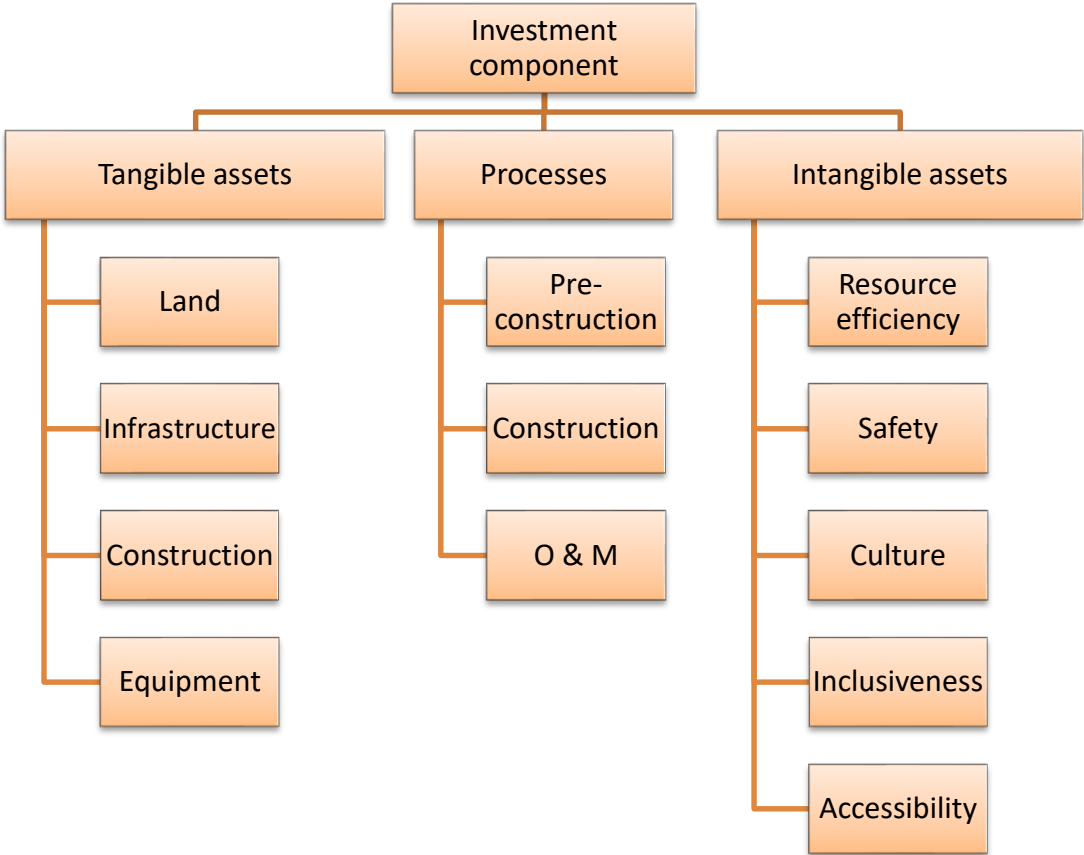 Investment
component
Tangible assets
Processes
Intangible assets
Land
Infrastructure
Construction
Equipment
Pre-
construction
Construction
O & M
Resource
efficiency
Safety
Culture
Inclusiveness
Accessibility